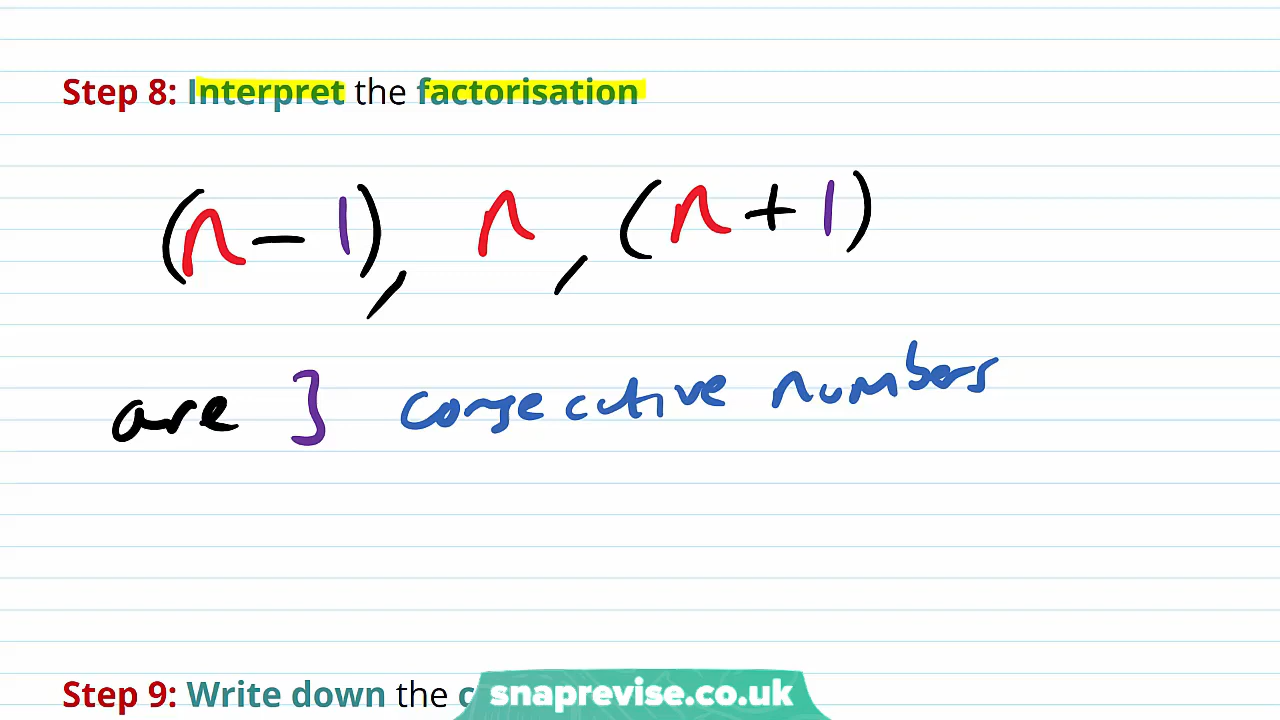 Step 8: Interpret the factorisation
(n - 1), n, (n + 1)
are 3 consecutive numbers
Step 9: Write down the
snaprevise.co.uk